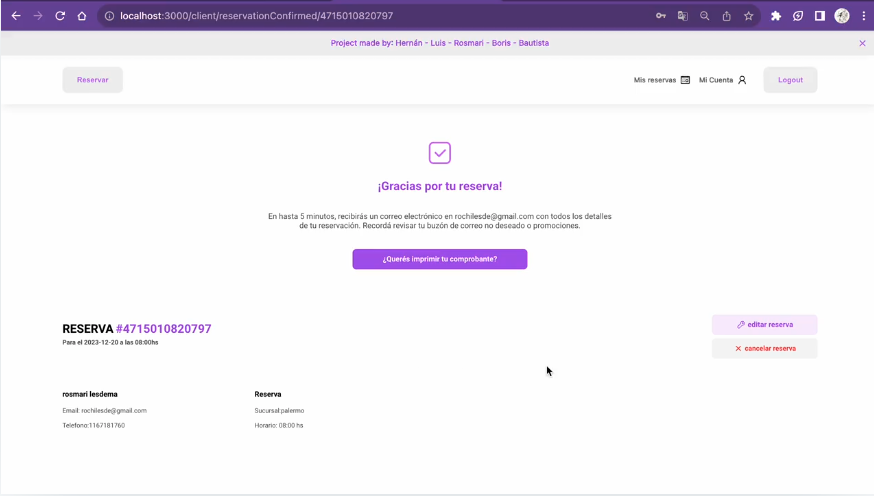 localhost:3000/client/reservationConfirmed/4715010820797
Project made by: Hernán - Luis - Rosmari - Boris - Bautista
Reservar
Mis reservas
Mi Cuenta
Logout
¡Gracias por tu reserva!
En hasta 5 minutos, recibirás un correo electrónico en rochilesde@gmail.com con todos los detalles
de tu reservación. Recordá revisar tu buzón de correo no deseado o promociones.
¿Querés imprimir tu comprobante?
RESERVA #4715010820797
Para el 2023-12-20 a las 08:00hs
editar reserva
cancelar reserva
rosmari lesdema
Email: rochilesde@gmail.com
Telefono:1167181760
Reserva
Sucursal:palermo
Horario: 08:00 hs